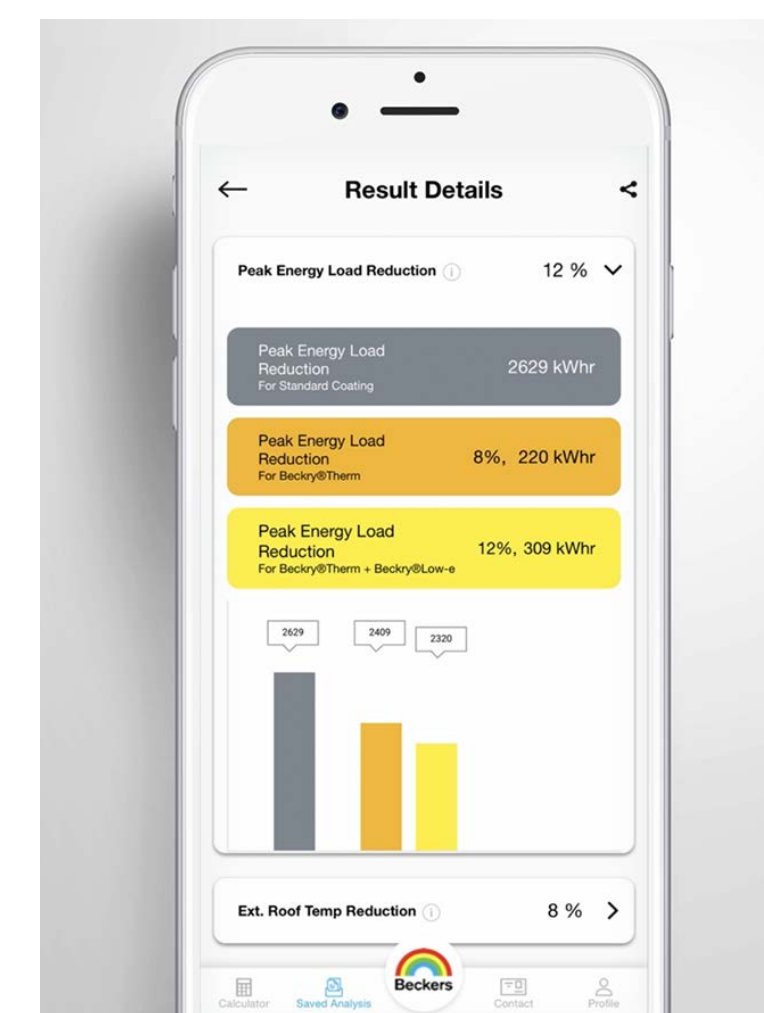 Result Details
Peak Energy Load Reduction
12 %
Peak Energy Load
Reduction
For Standard Coating
2629 kWhr
Peak Energy Load
Reduction
For Beckry®Therm
8%, 220 kWhr
Peak Energy Load
Reduction
For Beckry®Therm + Beckry®Low-e
12%, 309 kWhr
2629
2409
2320
Ext. Roof Temp Reduction
8 %
Calculator
Saved Analysis
Beckers
Contact
Profile